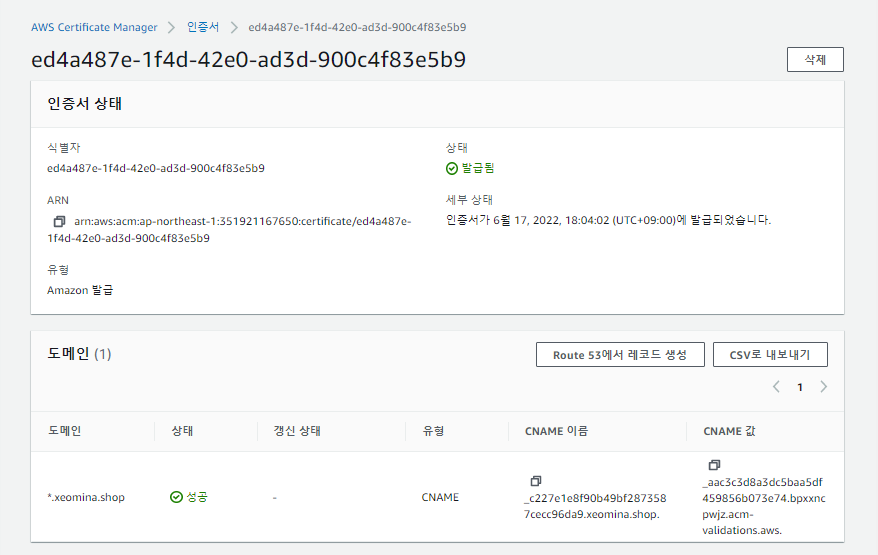 AWS Certificate Manager > 인증서 > ed4a487e-1f4d-42e0-ad3d-900c4f83e5b9
ed4a487e-1f4d-42e0-ad3d-900c4f83e5b9
삭제
인증서 상태
식별자
ed4a487e-1f4d-42e0-ad3d-900c4f83e5b9
상태
발급됨
ARN
arn:aws:acm:ap-northeast-1:351921167650:certificate/ed4a487e-
1f4d-42e0-ad3d-900c4f83e5b9
세부 상태
인증서가 6월 17, 2022, 18:04:02 (UTC+09:00)에 발급되었습니다.
유형
Amazon 발급
도메인 (1)
Route 53에서 레코드 생성
CSV로 내보내기
< 1 >
도메인 상태 갱신 상태 유형 CNAME 이름 CNAME 값
*.xeomina.shop
성공
-
CNAME
_c227e1e8f90b49bf287358
7cecc96da9.xeomina.shop.
_aac3c3d8a3dc5baa5df
459856b073e74.bpxxnc
pwjz.acm-
validations.aws.